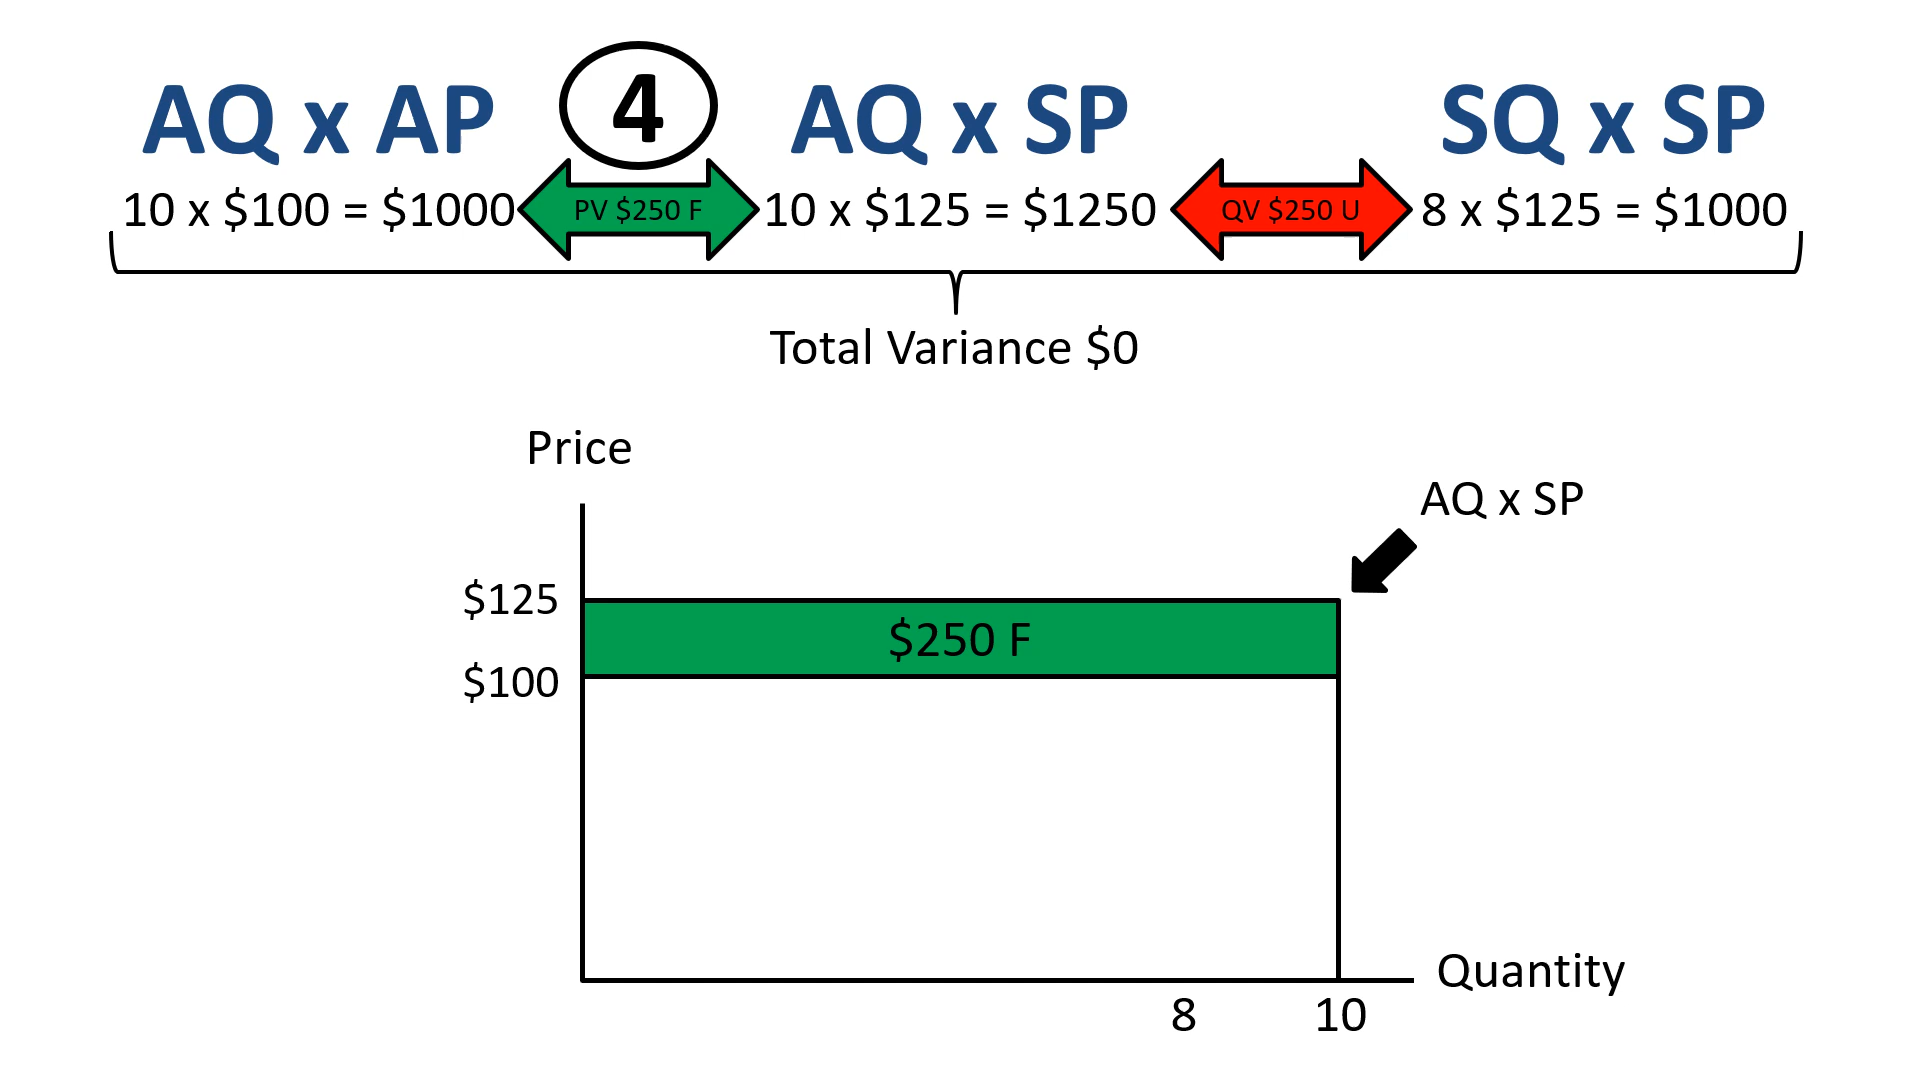 AQ x AP 4 AQ x SP SQ x SP
10 x $100 = $1000 PV $250 F 10 x $125 = $1250 QV $250 U 8 x $125 = $1000
Total Variance $0
Price
AQ x SP
$125
$250 F
$100
Quantity
8 10